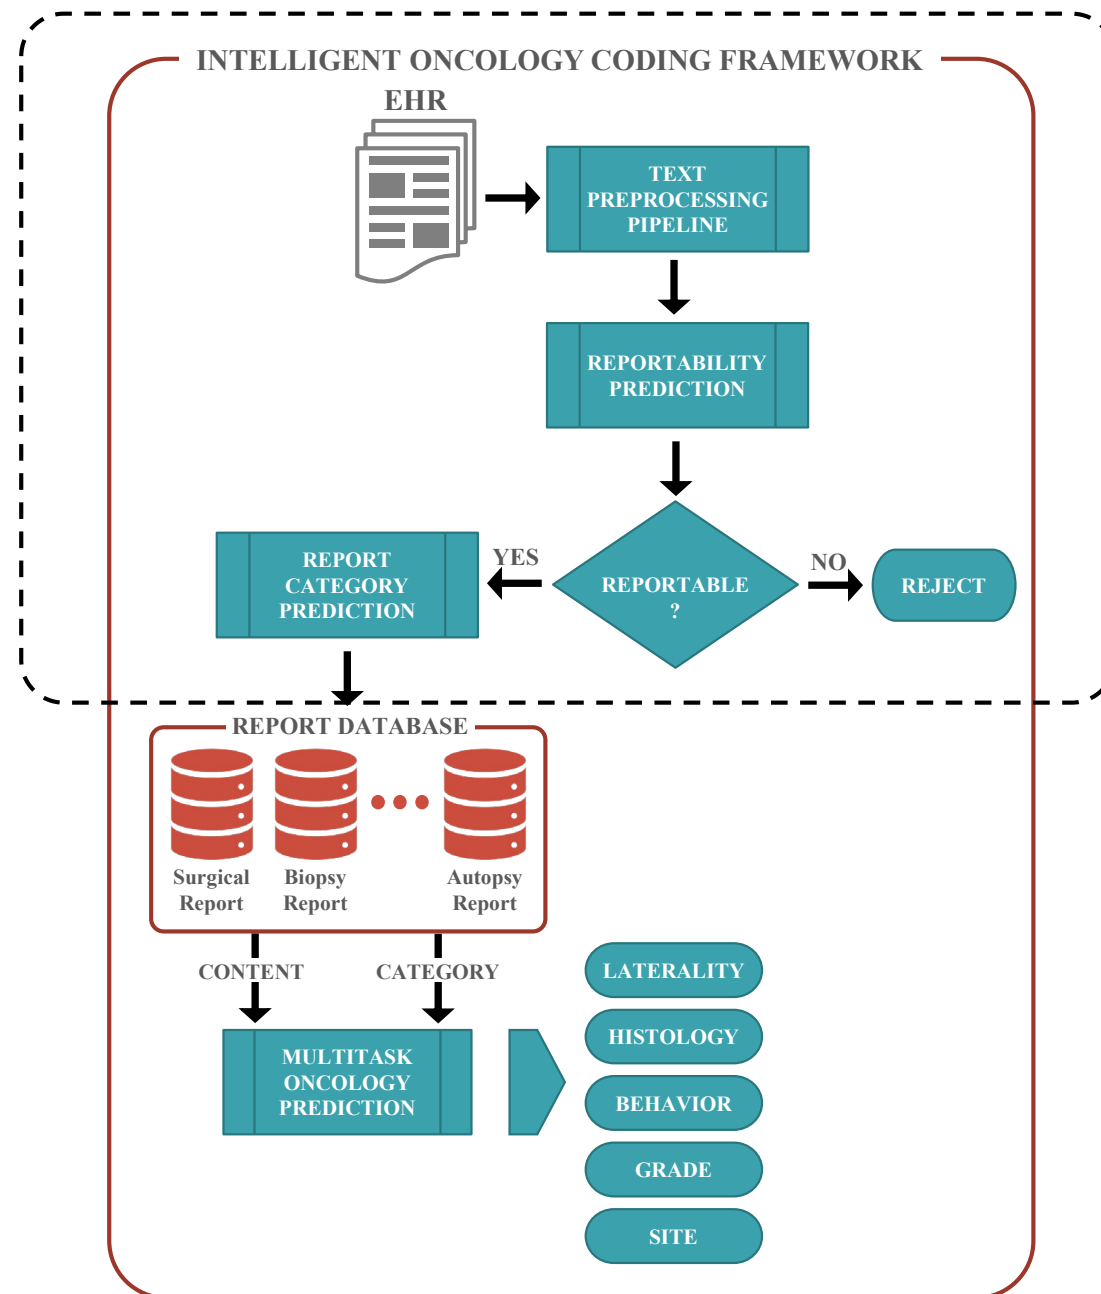 INTELLIGENT ONCOLOGY CODING FRAMEWORK
EHR
TEXT
PREPROCESSING
PIPELINE
REPORTABILITY
PREDICTION
REPORT
CATEGORY
PREDICTION
YES
REPORTABLE
?
NO
REJECT
REPORT DATABASE
Surgical
Report
Biopsy
Report
Autopsy
Report
CONTENT
CATEGORY
MULTITASK
ONCOLOGY
PREDICTION
LATERALITY
HISTOLOGY
BEHAVIOR
GRADE
SITE